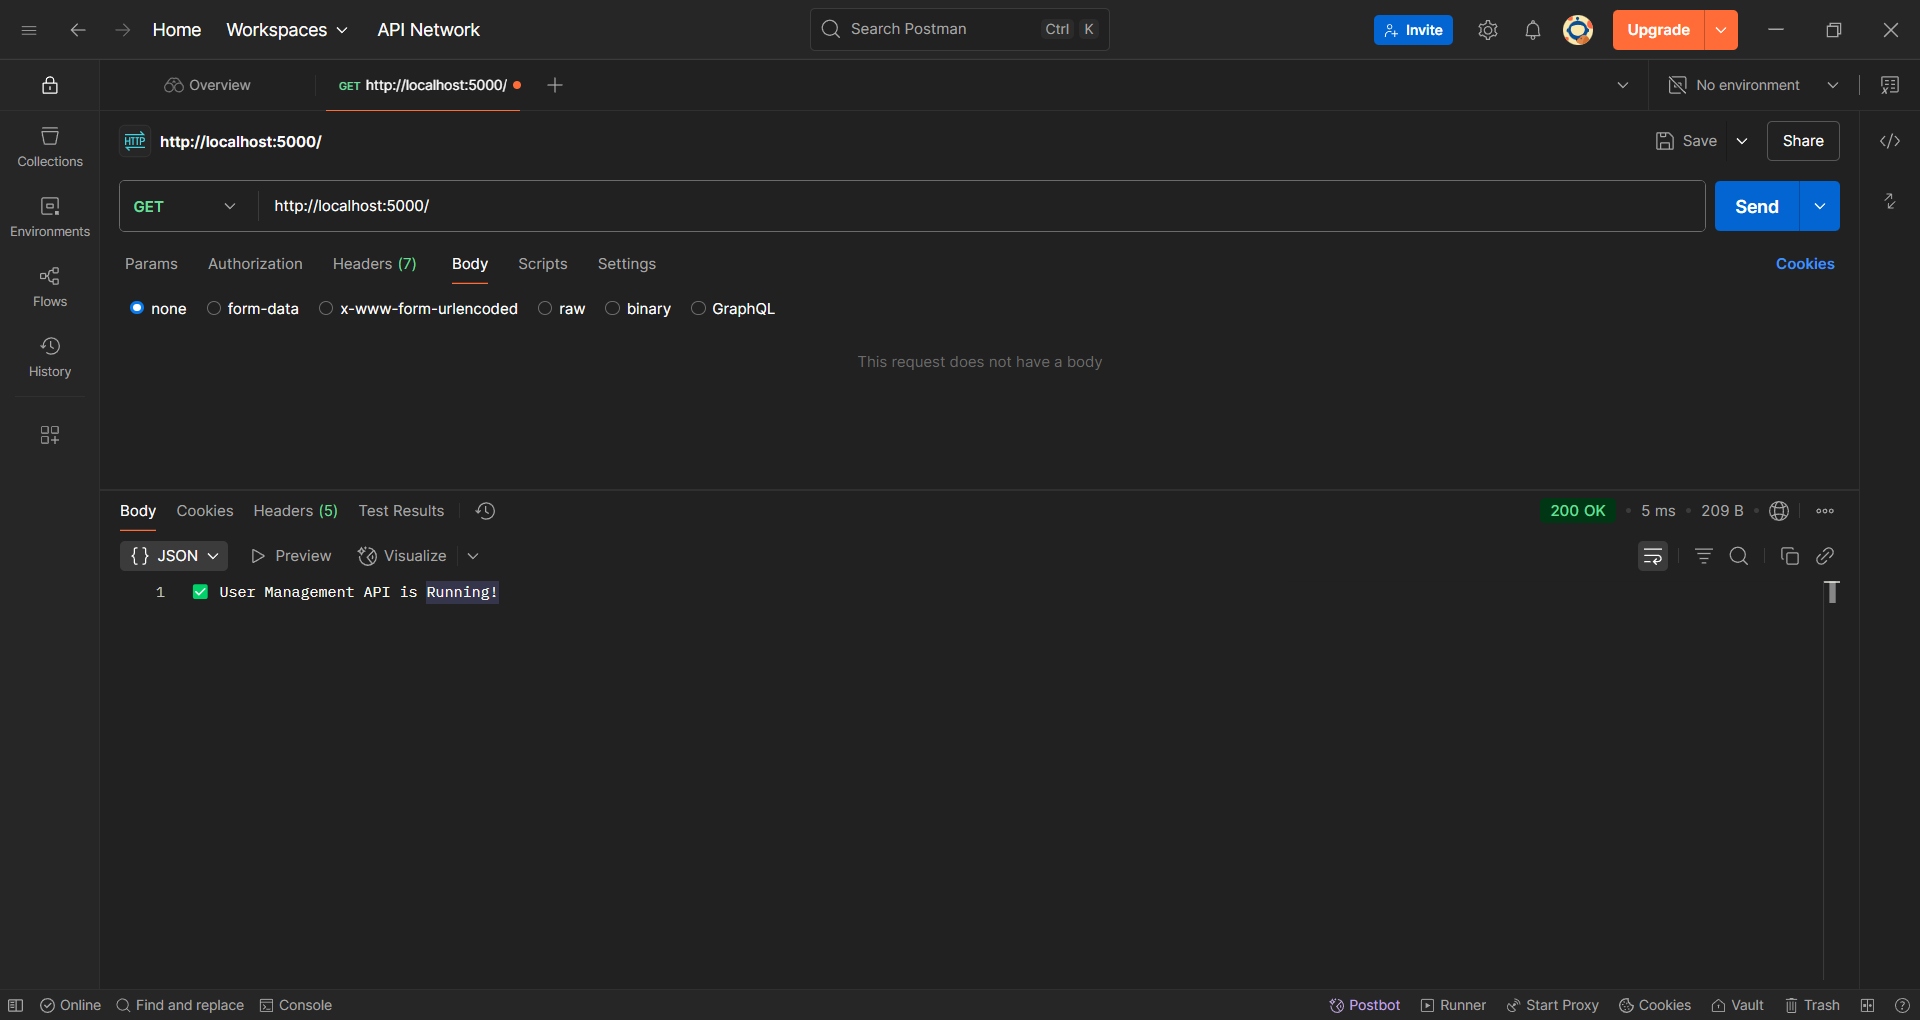 Home Workspaces API Network Search Postman Ctrl K Invite Upgrade
Overview GET http://localhost:5000/ No environment
HTTP http://localhost:5000/ Save Share
GET http://localhost:5000/ Send
Params Authorization Headers (7) Body Scripts Settings Cookies
none form-data x-www-form-urlencoded raw binary GraphQL
This request does not have a body
Collections
Environments
Flows
History
Body Cookies Headers (5) Test Results 200 OK • 5 ms • 209 B •
{} JSON Preview Visualize
1 ✅ User Management API is Running!
Online Find and replace Console Postbot Runner Start Proxy Cookies Vault Trash